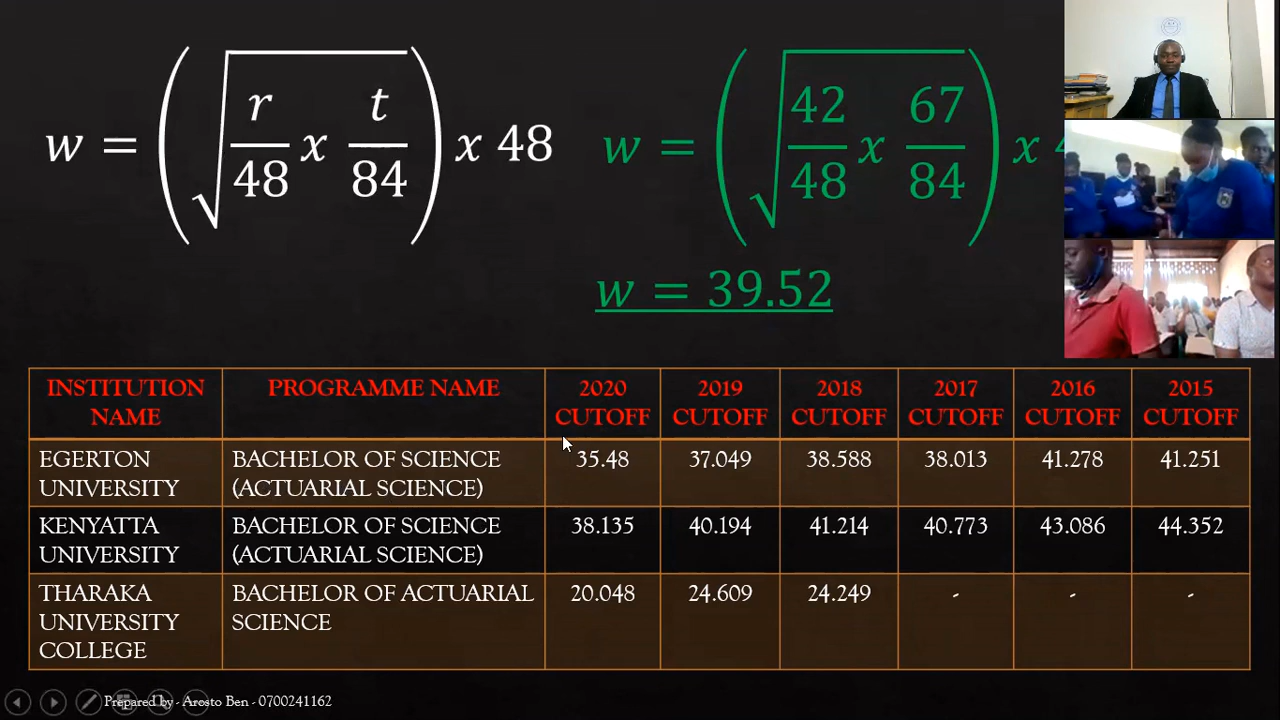 w = (√ r/48 x t/84) x 48
w = (√ 42/48 x 67/84) x
w = 39.52
INSTITUTION NAME | PROGRAMME NAME | 2020 CUTOFF | 2019 CUTOFF | 2018 CUTOFF | 2017 CUTOFF | 2016 CUTOFF | 2015 CUTOFF
EGERTON UNIVERSITY | BACHELOR OF SCIENCE (ACTUARIAL SCIENCE) | 35.48 | 37.049 | 38.588 | 38.013 | 41.278 | 41.251
KENYATTA UNIVERSITY | BACHELOR OF SCIENCE (ACTUARIAL SCIENCE) | 38.135 | 40.194 | 41.214 | 40.773 | 43.086 | 44.352
THARAKA UNIVERSITY COLLEGE | BACHELOR OF ACTUARIAL SCIENCE | 20.048 | 24.609 | 24.249 | - | - | -
Prepared by - Arosto Ben - 0700241162